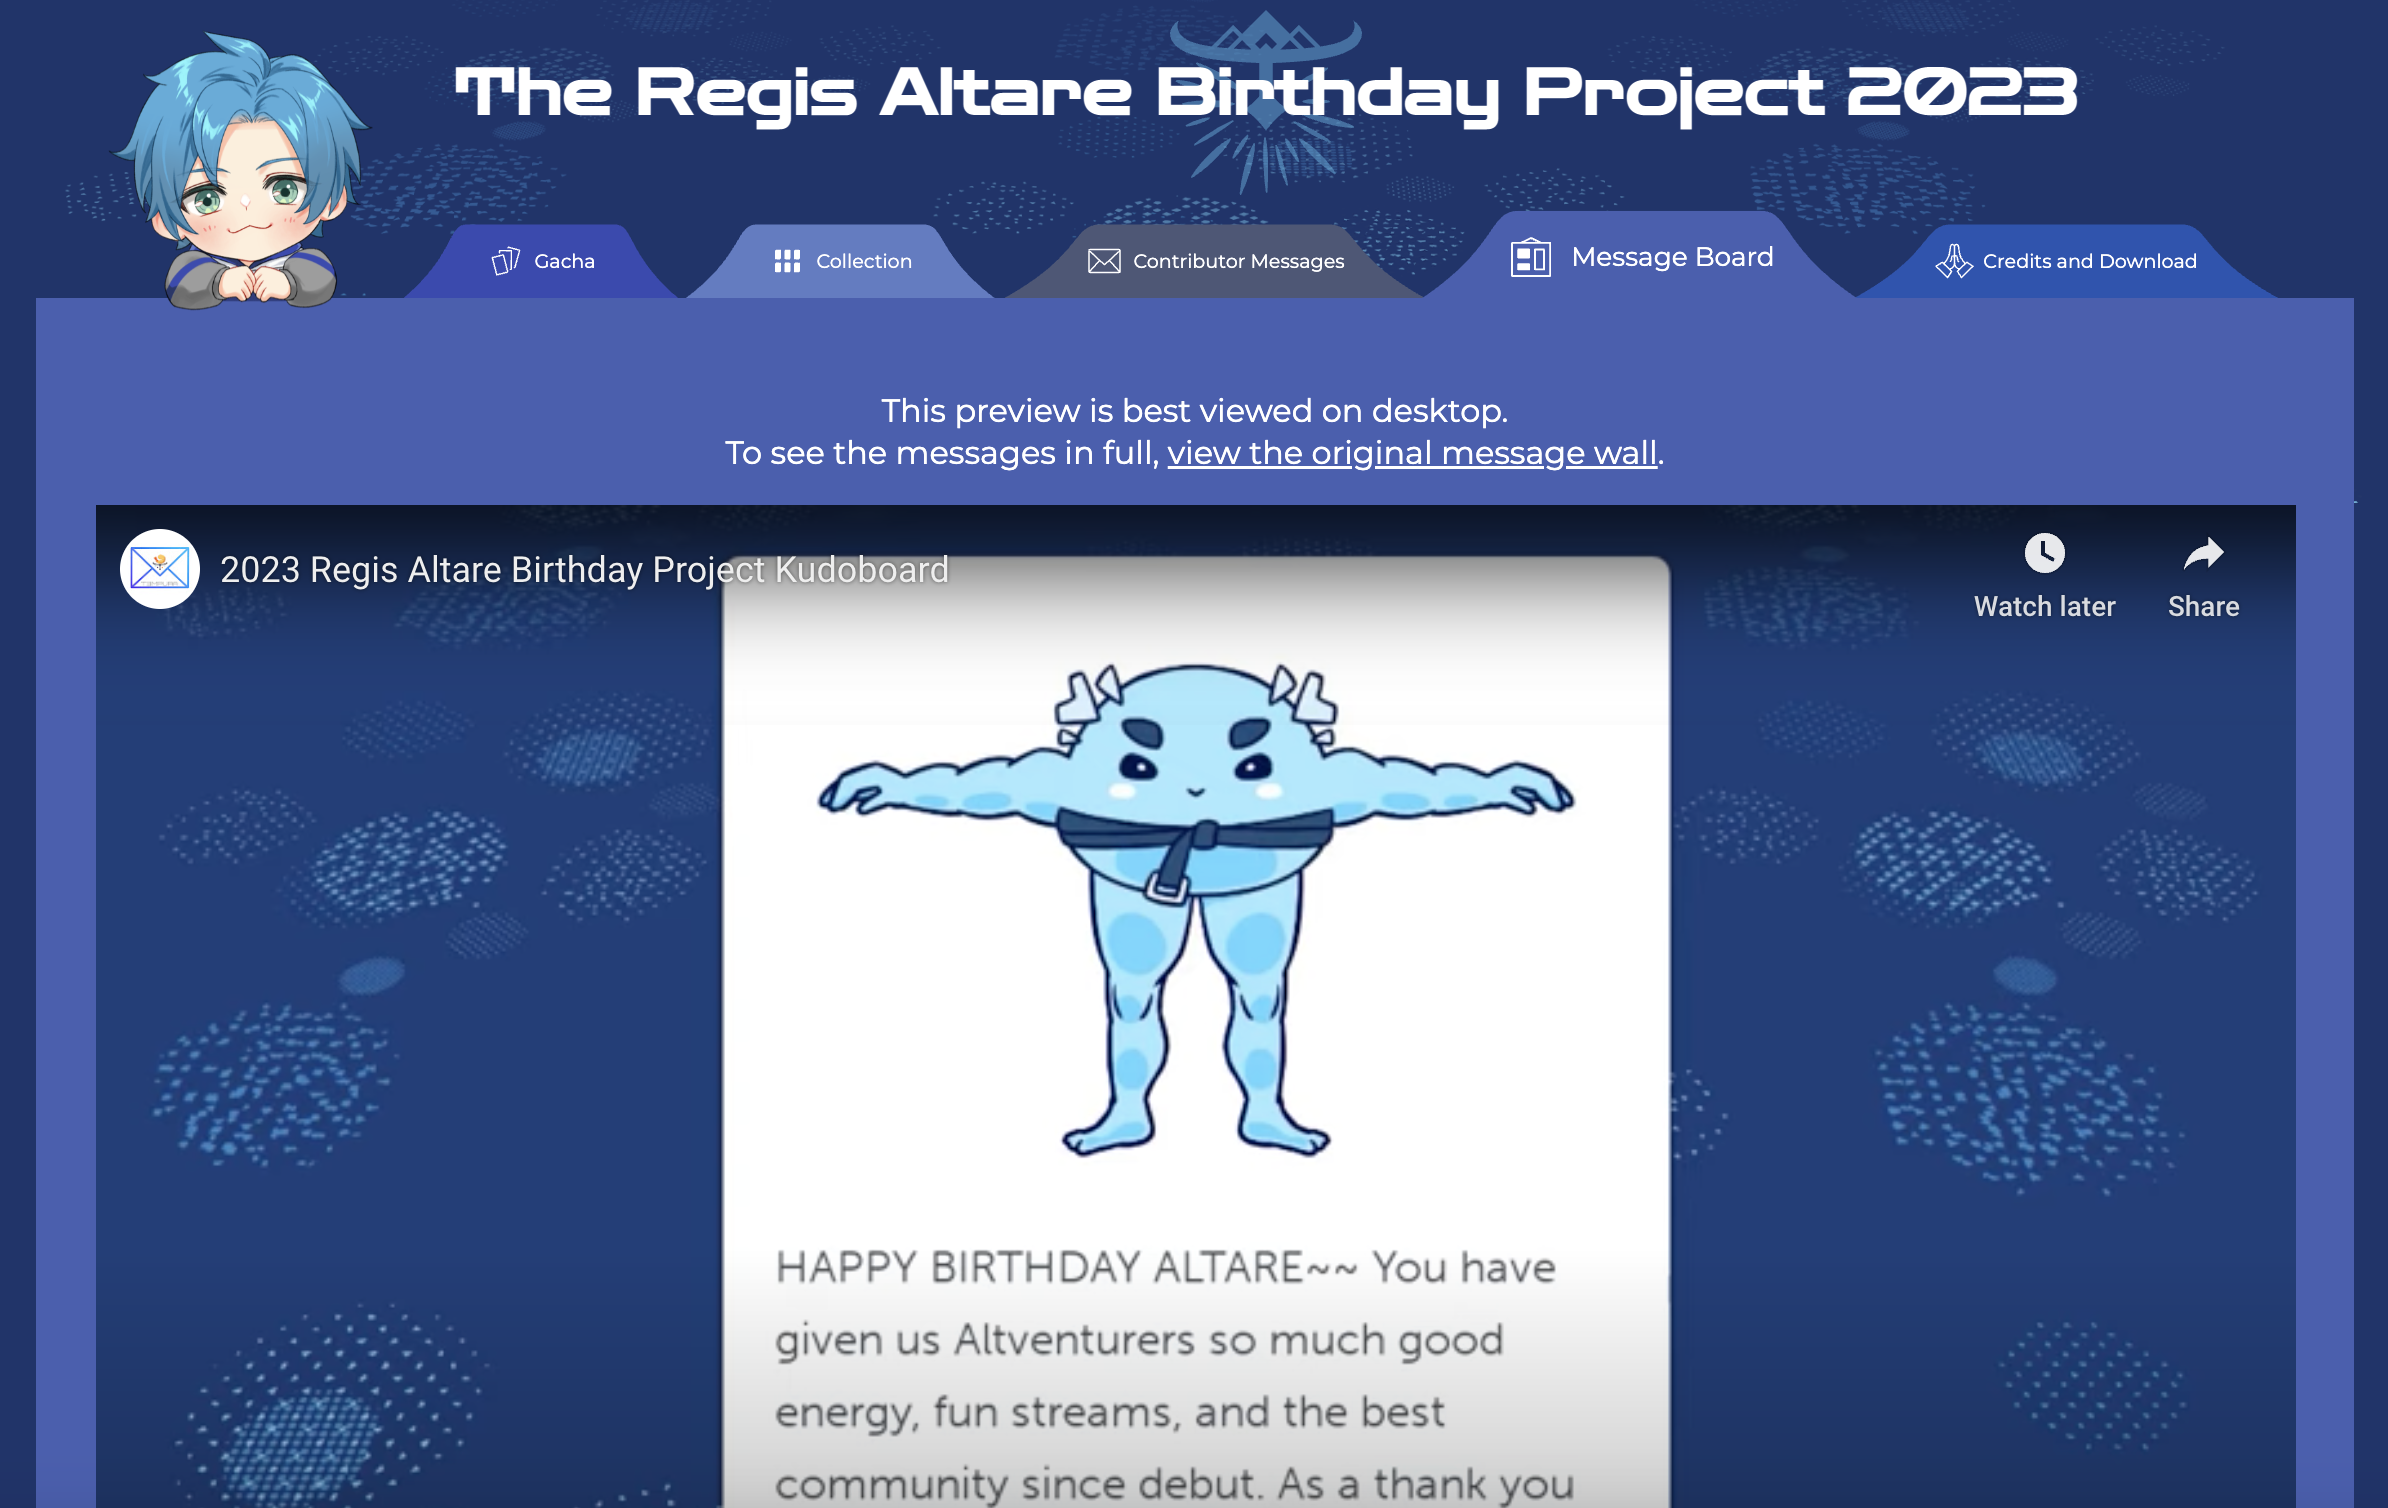 The Regis Altare Birthday Project 2023
Gacha
Collection
Contributor Messages
Message Board
Credits and Download
This preview is best viewed on desktop.
To see the messages in full, view the original message wall.
2023 Regis Altare Birthday Project Kudoboard
Watch later
Share
HAPPY BIRTHDAY ALTARE~~ You have
given us Altventurers so much good
energy, fun streams, and the best
community since debut. As a thank you